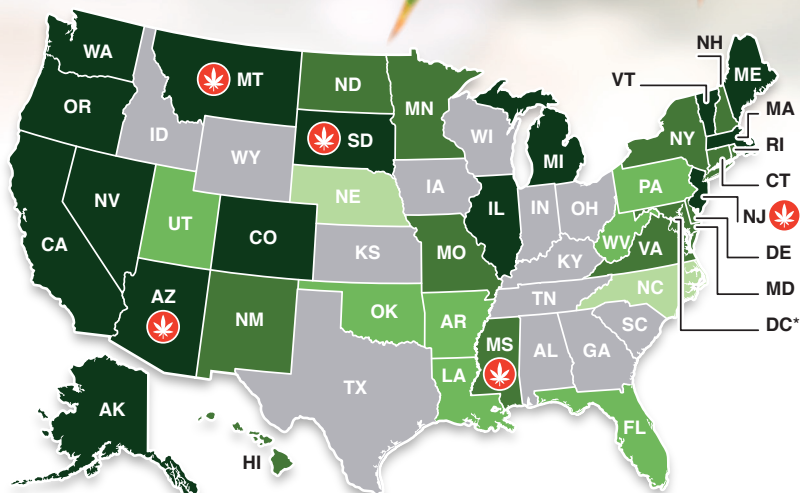 NH
WA
VT
ME
MT
ND
MN
OR
MA
ID
SD
WI
NY
RI
WY
MI
CT
NE
IA
PA
NV
IL
IN
OH
NJ
UT
CO
WV
DE
CA
KS
MO
KY
VA
MD
AZ
TN
NC
NM
OK
AR
SC
DC*
MS
AL
GA
LA
TX
AK
FL
HI